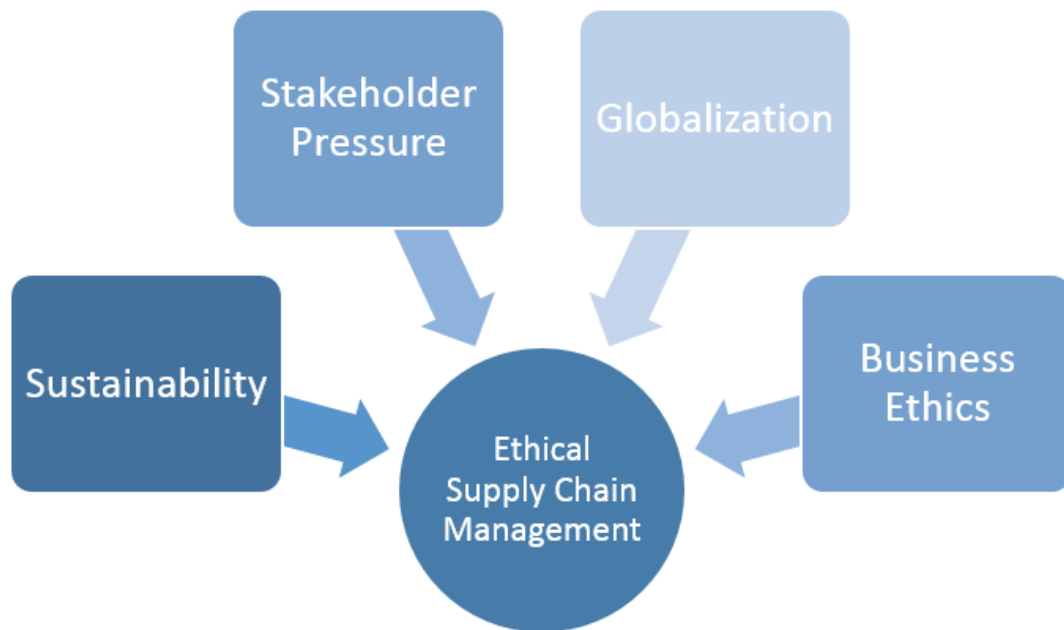 Stakeholder
Pressure
Globalization
Sustainability
Business
Ethics
Ethical
Supply Chain
Management